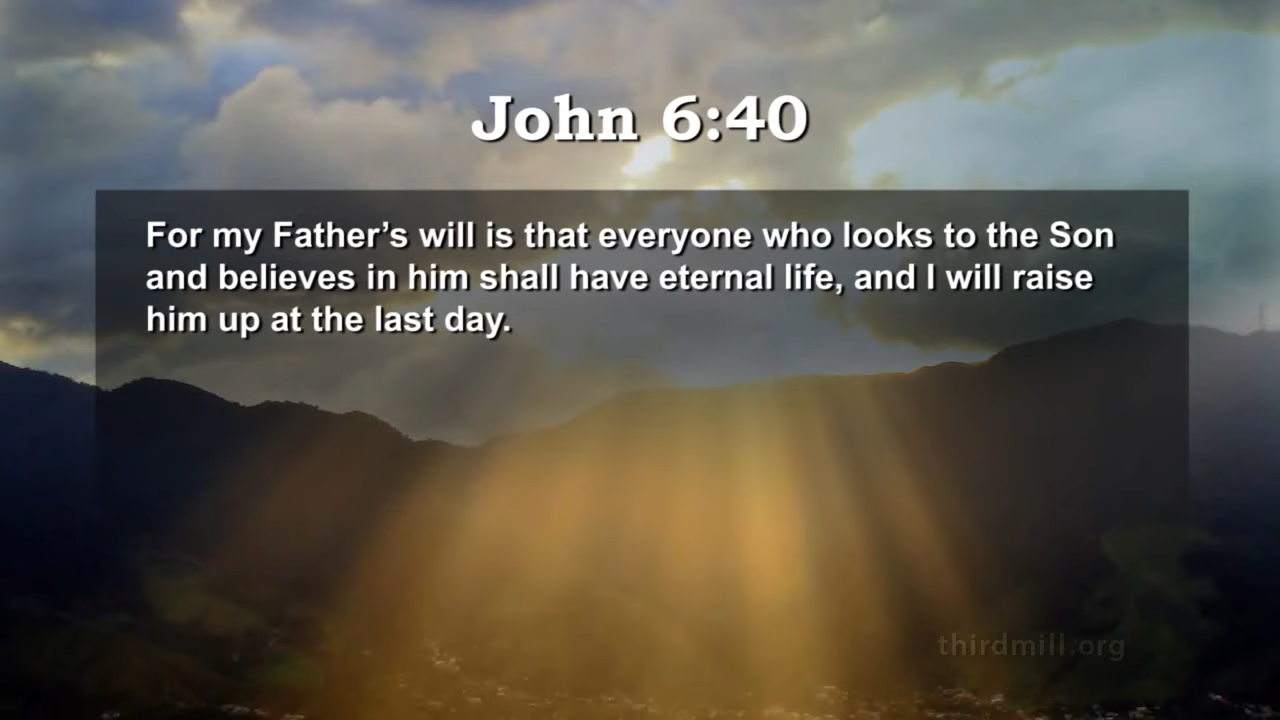 John 6:40
For my Father’s will is that everyone who looks to the Son
and believes in him shall have eternal life, and I will raise
him up at the last day.
thirdmill.org